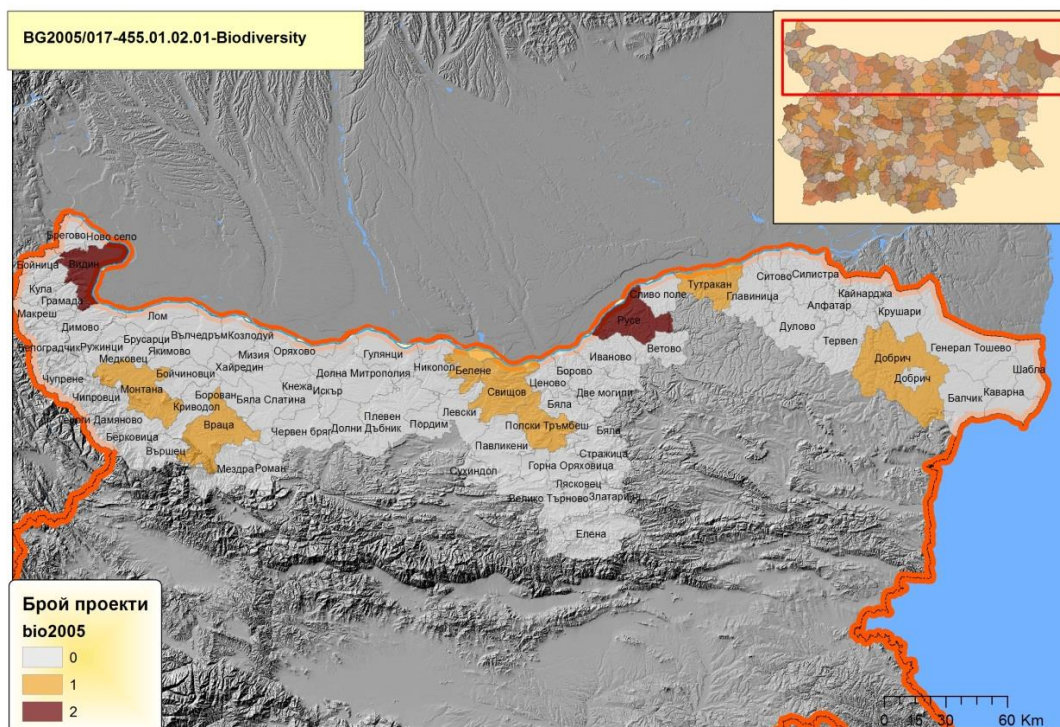 BG2005/017-455.01.02.01-Biodiversity
Брегово
Ново село
Бойница
Видин
Кула
Грамада
Макреш
Димово
Лом
Ружинци
Брусарци
Вълчедръм
Козлодуй
Медковец
Якимово
Мизия
Оряхово
Чупрене
Бойчиновци
Хайредин
Монтана
Чипровци
Криводол
Борован
Бяла Слатина
Кнежа
Искър
Долна Митрополия
Гулянци
Никопол
Белене
Свищов
Ценово
Борово
Иваново
Две могили
Бяла
Левски
Полски Тръмбеш
Плевен
Пордим
Долни Дъбник
Червен бряг
Враца
Берковица
Вършец
Мездра
Роман
Павликени
Сухиндол
Бяла
Стражица
Горна Оряховица
Лясковец
Велико Търново
Златарица
Елена
Русе
Сливо поле
Ветово
Тутракан
Главиница
Ситово
Силистра
Дулово
Алфатар
Кайнарджа
Тервел
Крушари
Добрич
Добрич
Генерал Тошево
Балчик
Каварна
Шабла
Брой проекти
bio2005
0
1
2
0 15 30 60 Km